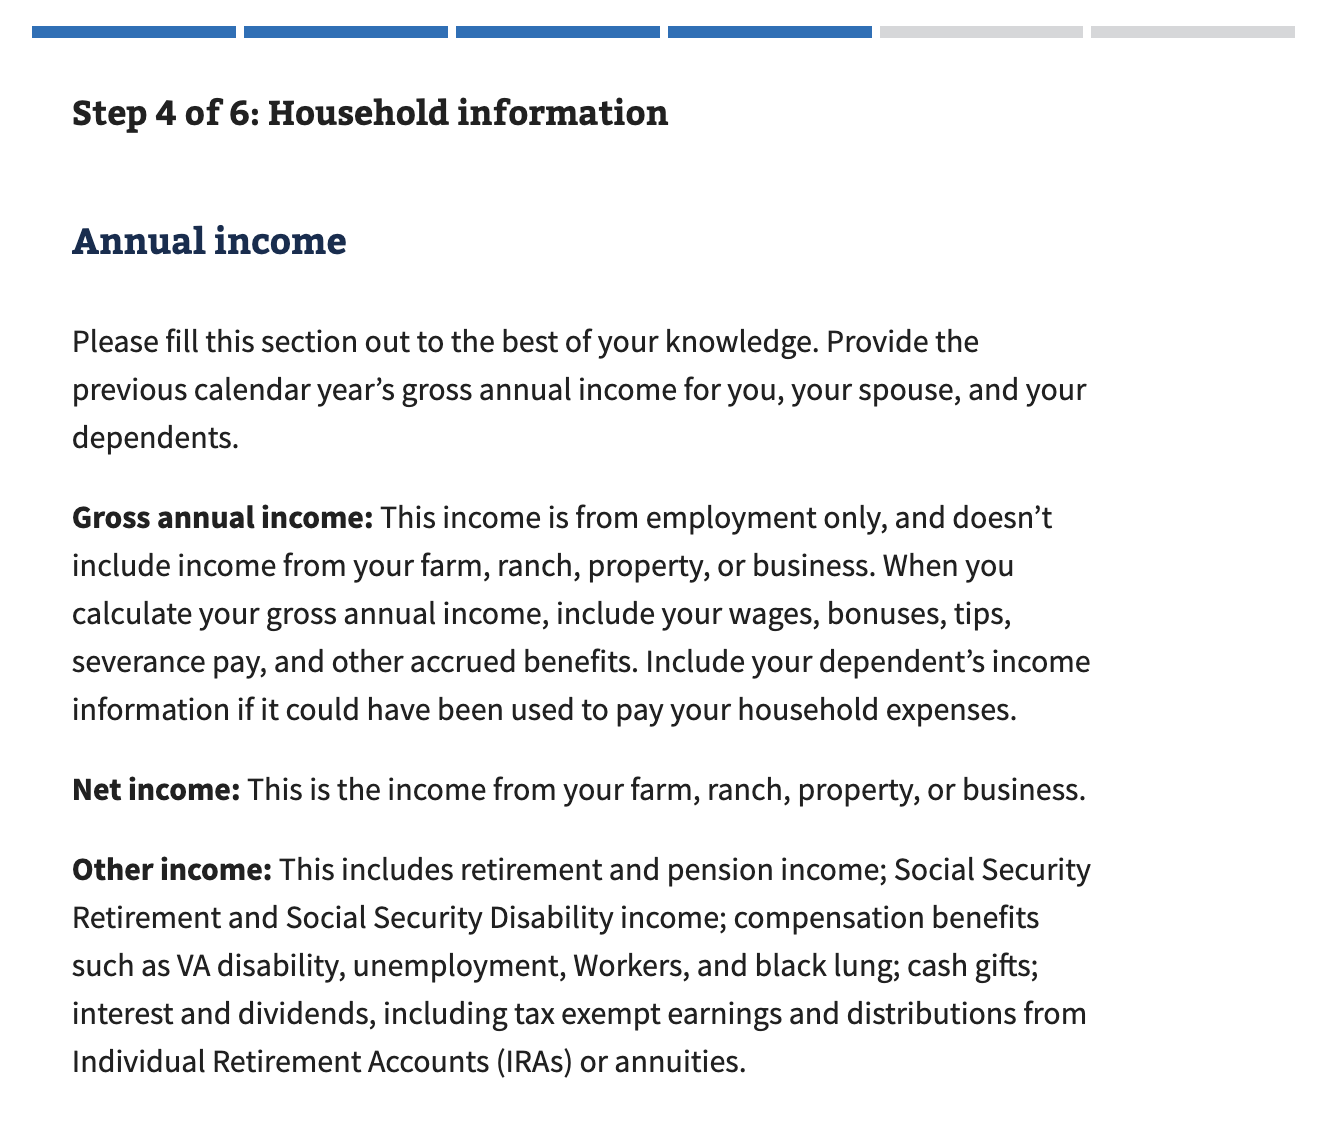 Step 4 of 6: Household information
Annual income
Please fill this section out to the best of your knowledge. Provide the
previous calendar year’s gross annual income for you, your spouse, and your
dependents.
Gross annual income: This income is from employment only, and doesn’t
include income from your farm, ranch, property, or business. When you
calculate your gross annual income, include your wages, bonuses, tips,
severance pay, and other accrued benefits. Include your dependent’s income
information if it could have been used to pay your household expenses.
Net income: This is the income from your farm, ranch, property, or business.
Other income: This includes retirement and pension income; Social Security
Retirement and Social Security Disability income; compensation benefits
such as VA disability, unemployment, Workers, and black lung; cash gifts;
interest and dividends, including tax exempt earnings and distributions from
Individual Retirement Accounts (IRAs) or annuities.